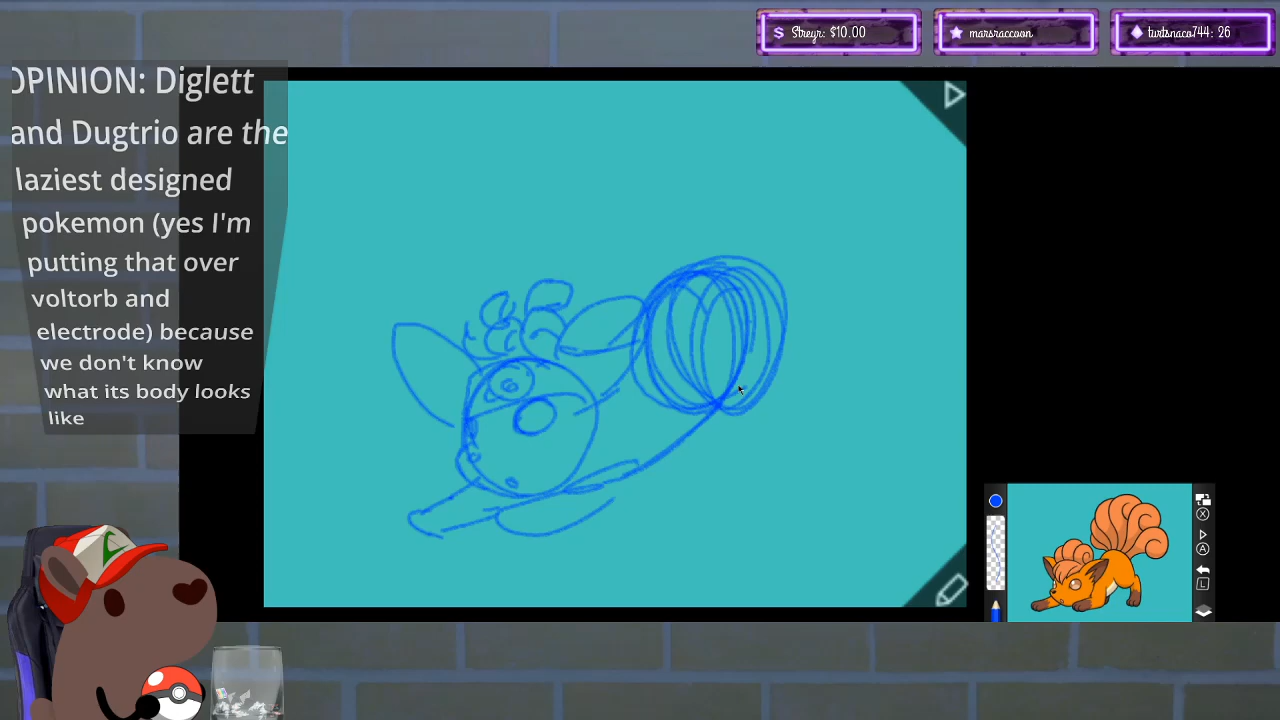 Streyr: $10.00
marsraccoon
twtsnaco744: 26
OPINION: Diglett
and Dugtrio are the
laziest designed
pokemon (yes I'm
putting that over
voltorb and
electrode) because
we don't know
what its body looks
like
X
A
L